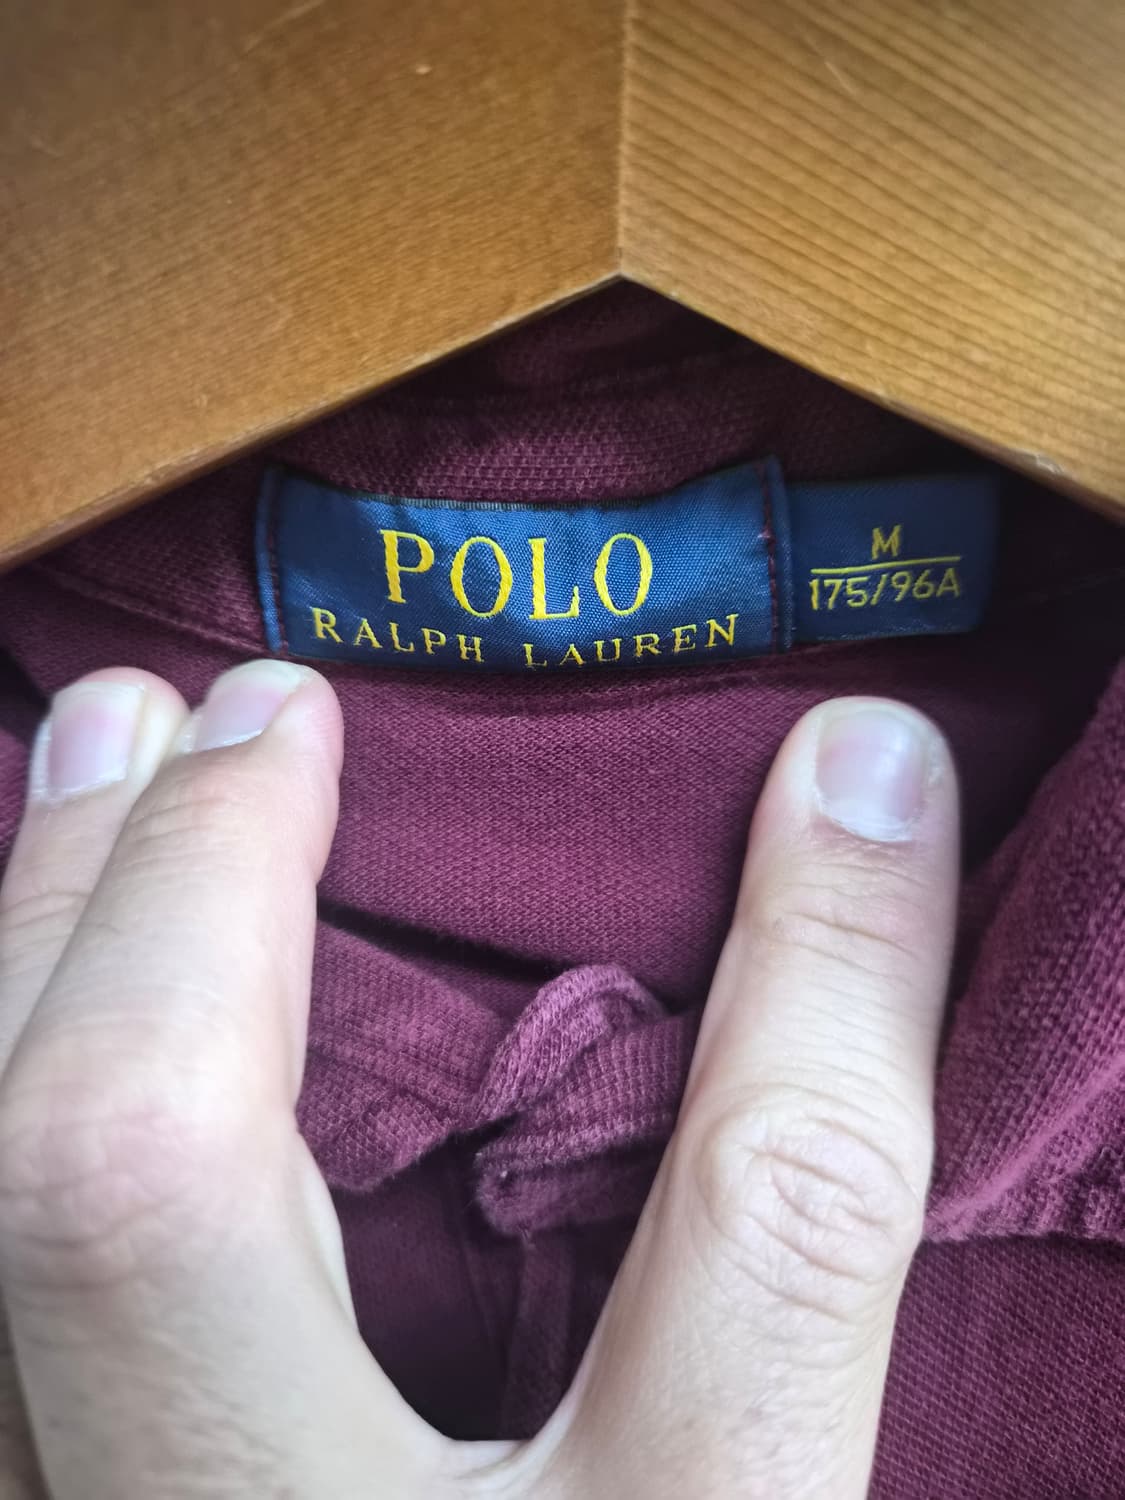 POLO
RALPH LAUREN
M
175/96A